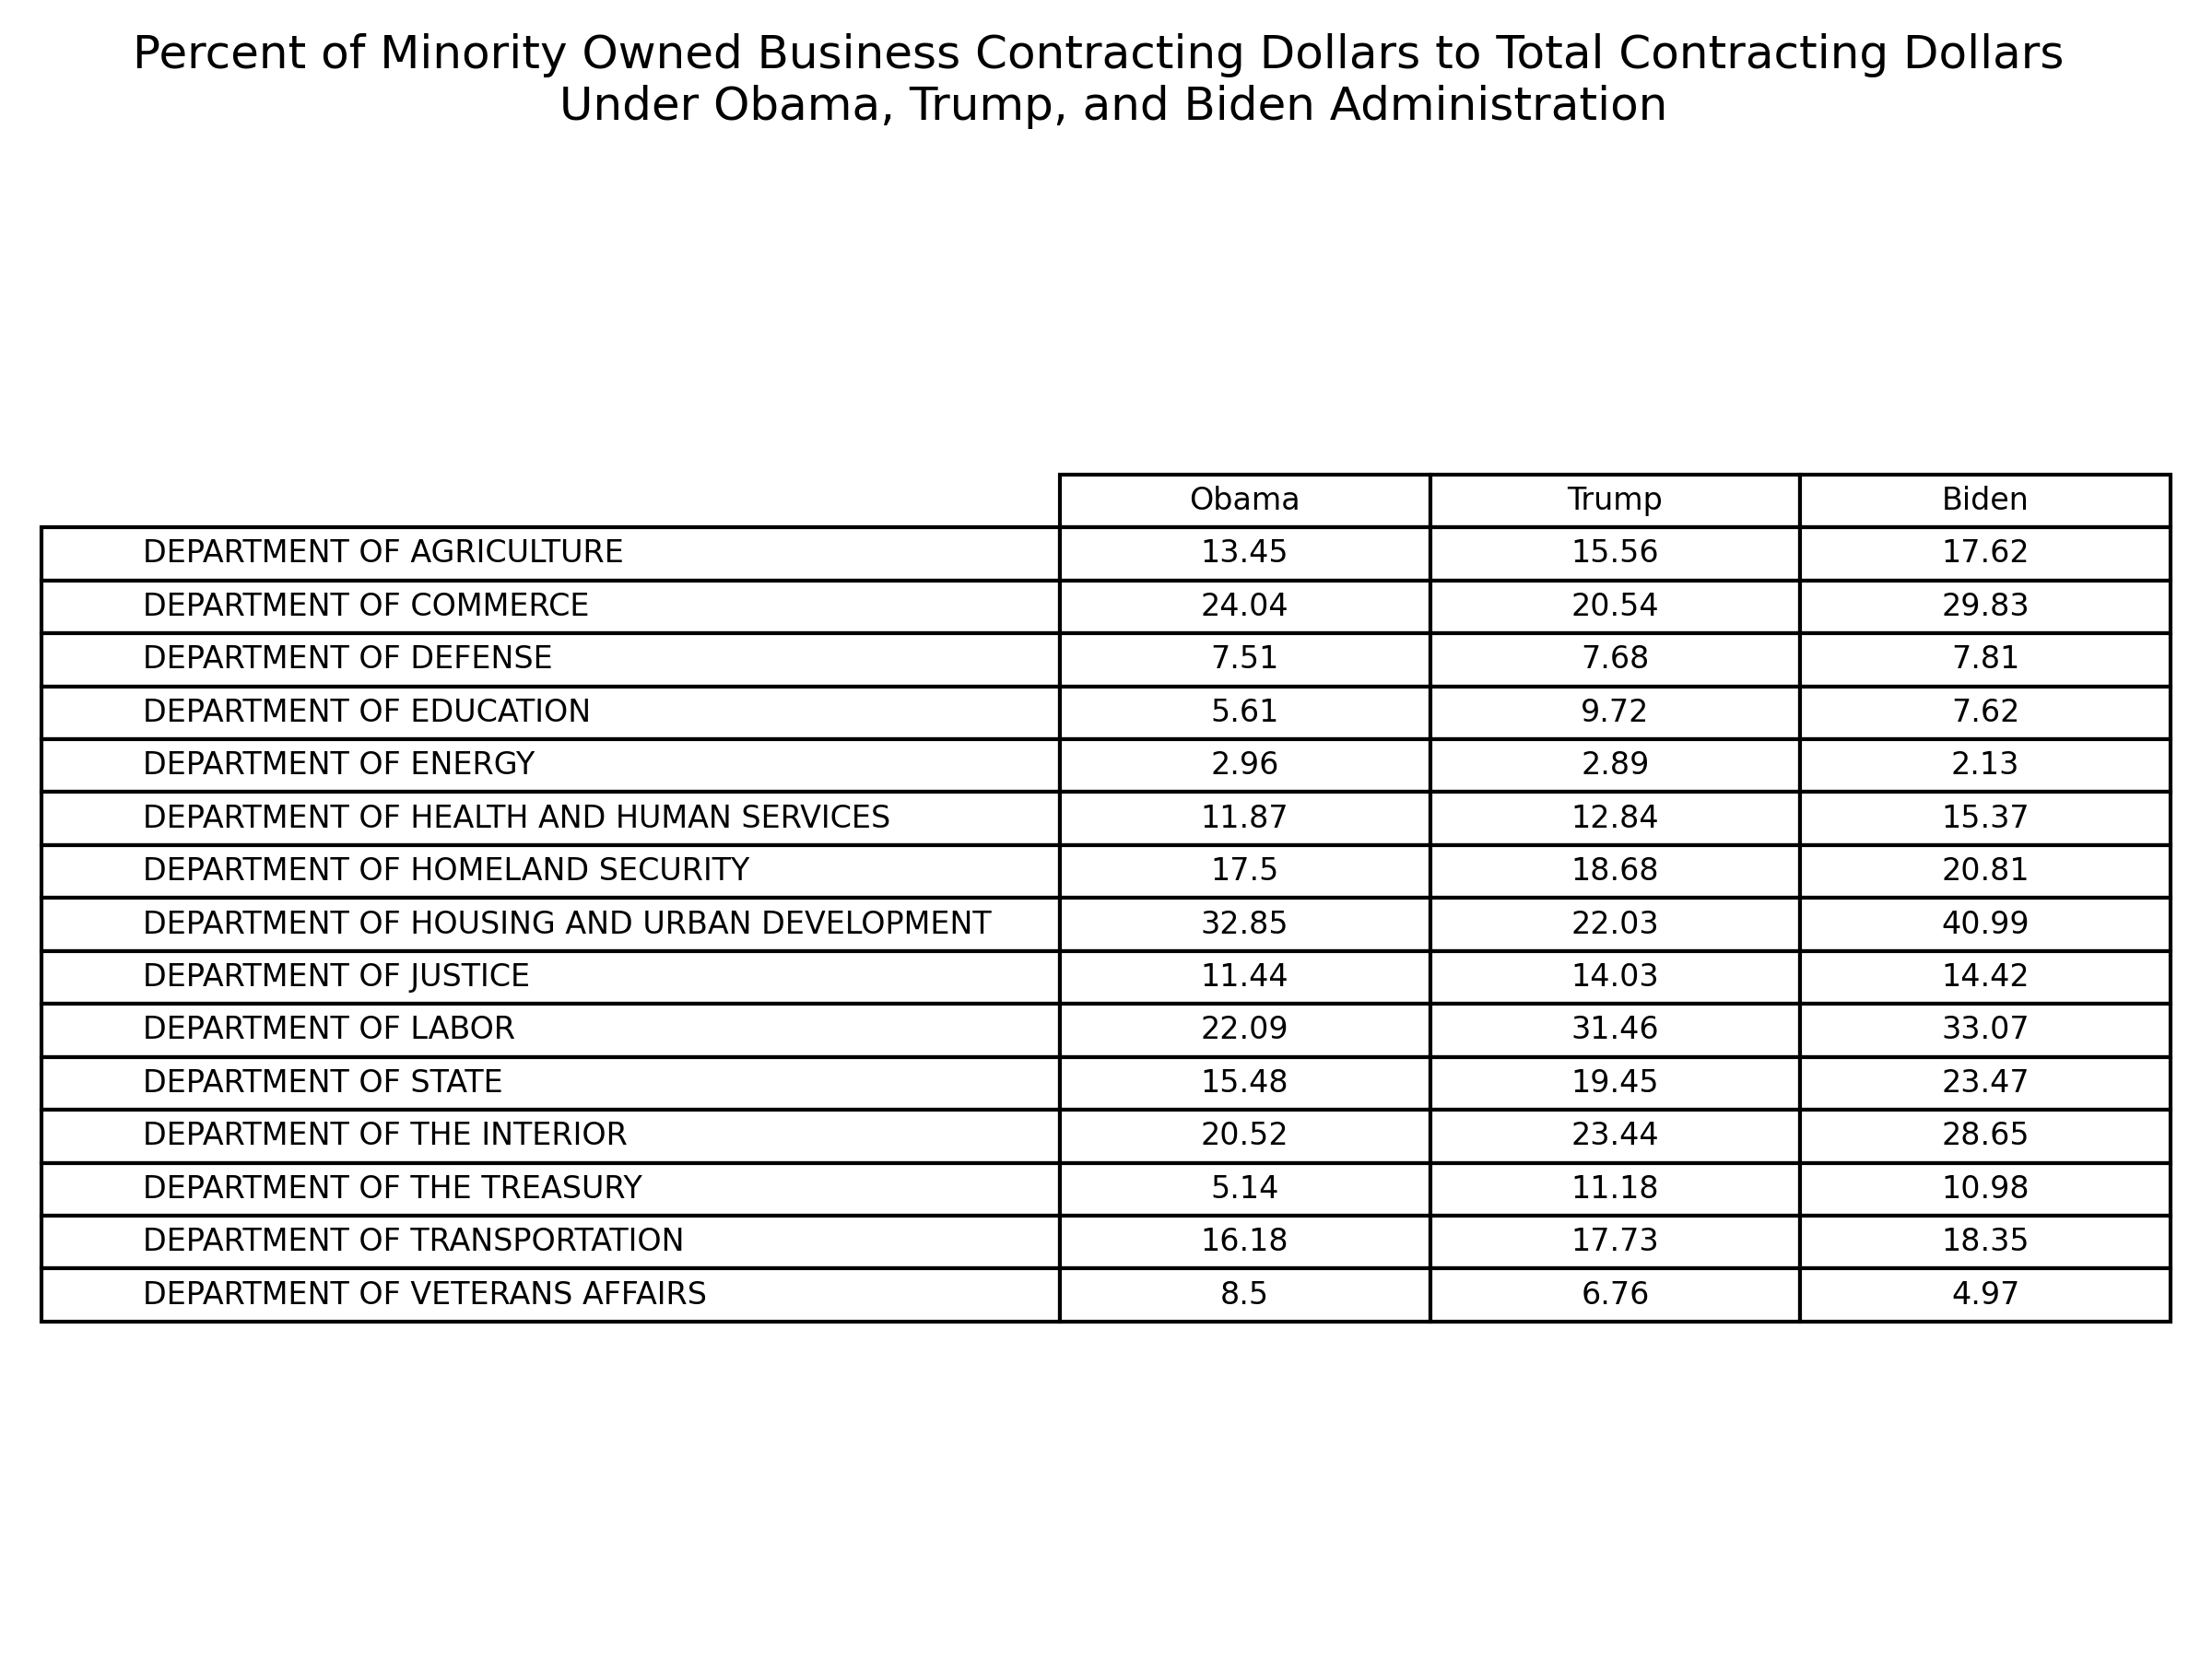 Percent of Minority Owned Business Contracting Dollars to Total Contracting Dollars
Under Obama, Trump, and Biden Administration
Obama Trump Biden
DEPARTMENT OF AGRICULTURE 13.45 15.56 17.62
DEPARTMENT OF COMMERCE 24.04 20.54 29.83
DEPARTMENT OF DEFENSE 7.51 7.68 7.81
DEPARTMENT OF EDUCATION 5.61 9.72 7.62
DEPARTMENT OF ENERGY 2.96 2.89 2.13
DEPARTMENT OF HEALTH AND HUMAN SERVICES 11.87 12.84 15.37
DEPARTMENT OF HOMELAND SECURITY 17.5 18.68 20.81
DEPARTMENT OF HOUSING AND URBAN DEVELOPMENT 32.85 22.03 40.99
DEPARTMENT OF JUSTICE 11.44 14.03 14.42
DEPARTMENT OF LABOR 22.09 31.46 33.07
DEPARTMENT OF STATE 15.48 19.45 23.47
DEPARTMENT OF THE INTERIOR 20.52 23.44 28.65
DEPARTMENT OF THE TREASURY 5.14 11.18 10.98
DEPARTMENT OF TRANSPORTATION 16.18 17.73 18.35
DEPARTMENT OF VETERANS AFFAIRS 8.5 6.76 4.97